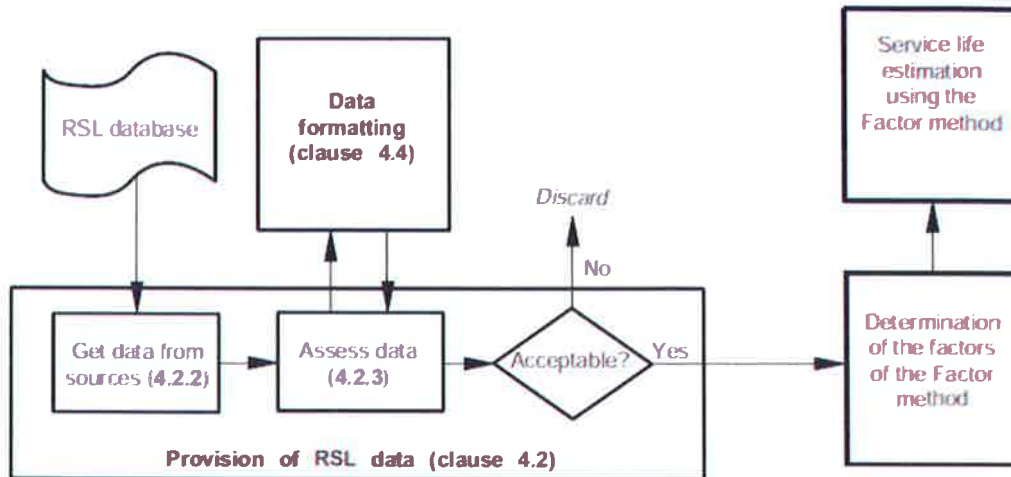 RSL database
Data
formatting
(clause 4.4)
Service life
estimation
using the
Factor method
Discard
No
Get data from
sources (4.2.2)
Assess data
(4.2.3)
Acceptable?
Yes
Determination
of the factors
of the Factor
method
Provision of RSL data (clause 4.2)